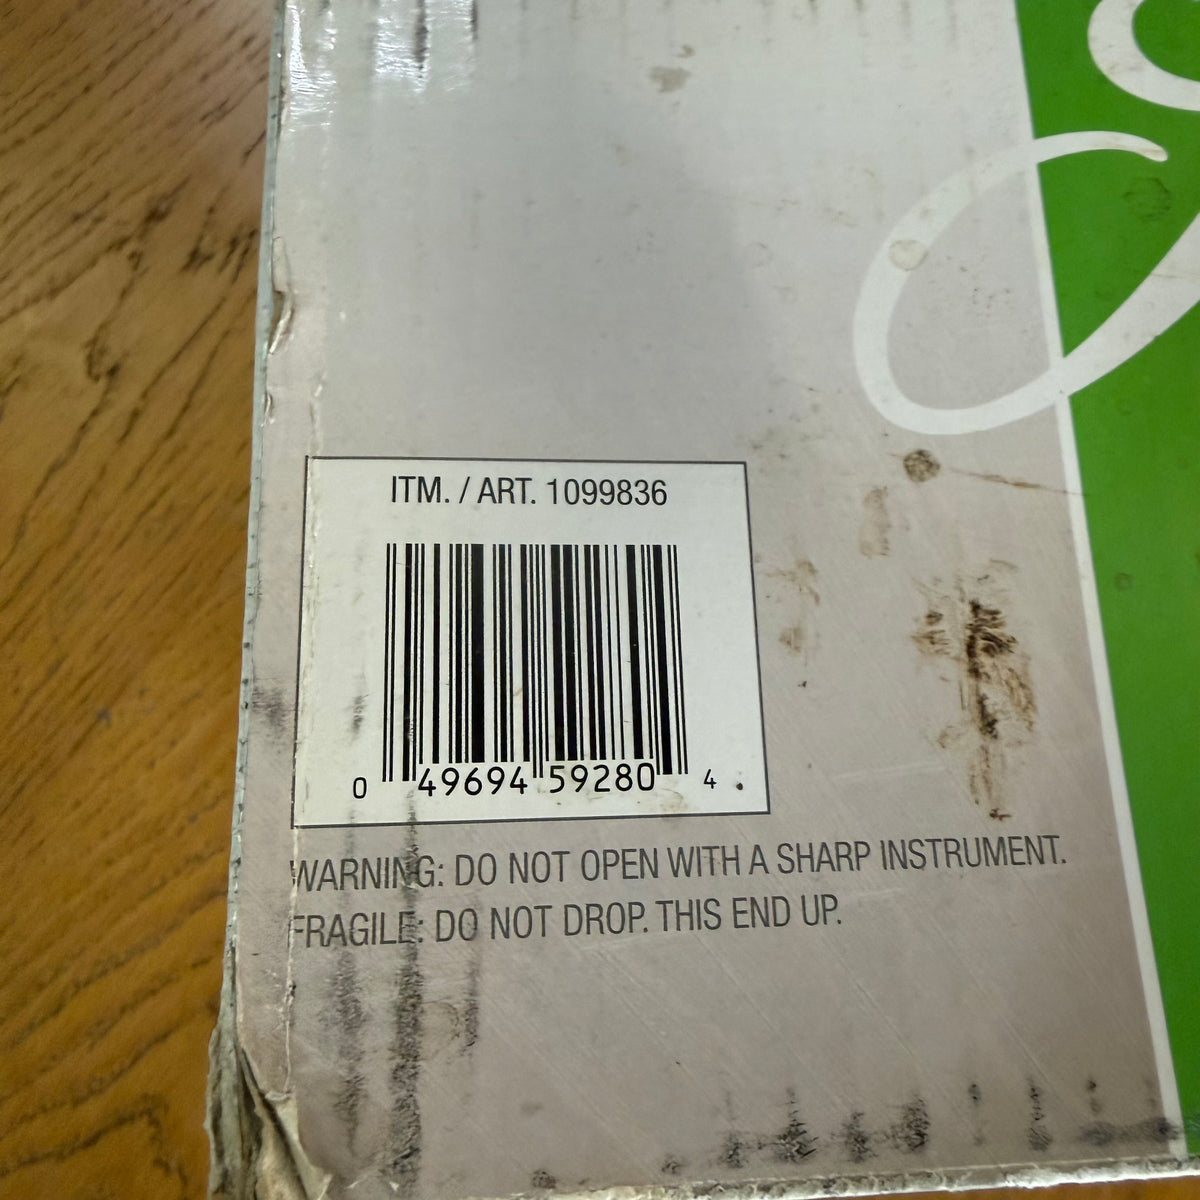 ITM. / ART. 1099836
0 49694 59280 4
WARNING: DO NOT OPEN WITH A SHARP INSTRUMENT.
FRAGILE: DO NOT DROP. THIS END UP.